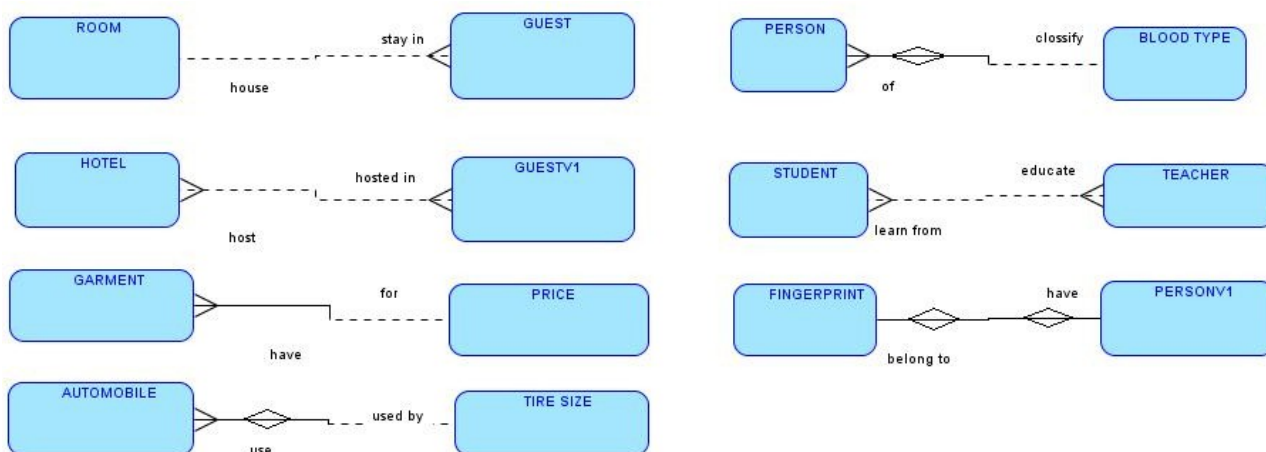 ROOM
stay in
GUEST
house
PERSON
clossify
BLOOD TYPE
of
HOTEL
hosted in
GUESTV1
host
STUDENT
educate
TEACHER
learn from
GARMENT
for
PRICE
have
FINGERPRINT
have
PERSONV1
belong to
AUTOMOBILE
used by
TIRE SIZE
use